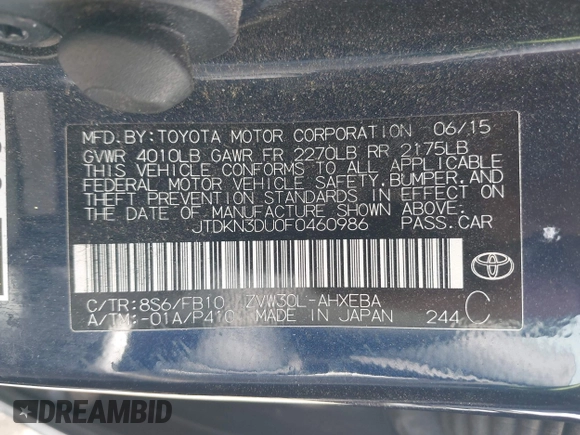 MFD.BY:TOYOTA MOTOR CORPORATION 06/15
GVWR 4010LB GAWR FR 2270LB RR 2175LB
THIS VEHICLE CONFORMS TO ALL APPLICABLE
FEDERAL MOTOR VEHICLE SAFETY,BUMPER,AND
THEFT PREVENTION STANDARDS IN EFFECT ON
THE DATE OF MANUFACTURE SHOWN ABOVE.
JTDKN3DU0F0460986 PASS.CAR
C/TR:8S6/FB10 ZVW30L-AHXEBA
A/TM:-01A/P410 MADE IN JAPAN 244 C
DREAMBID